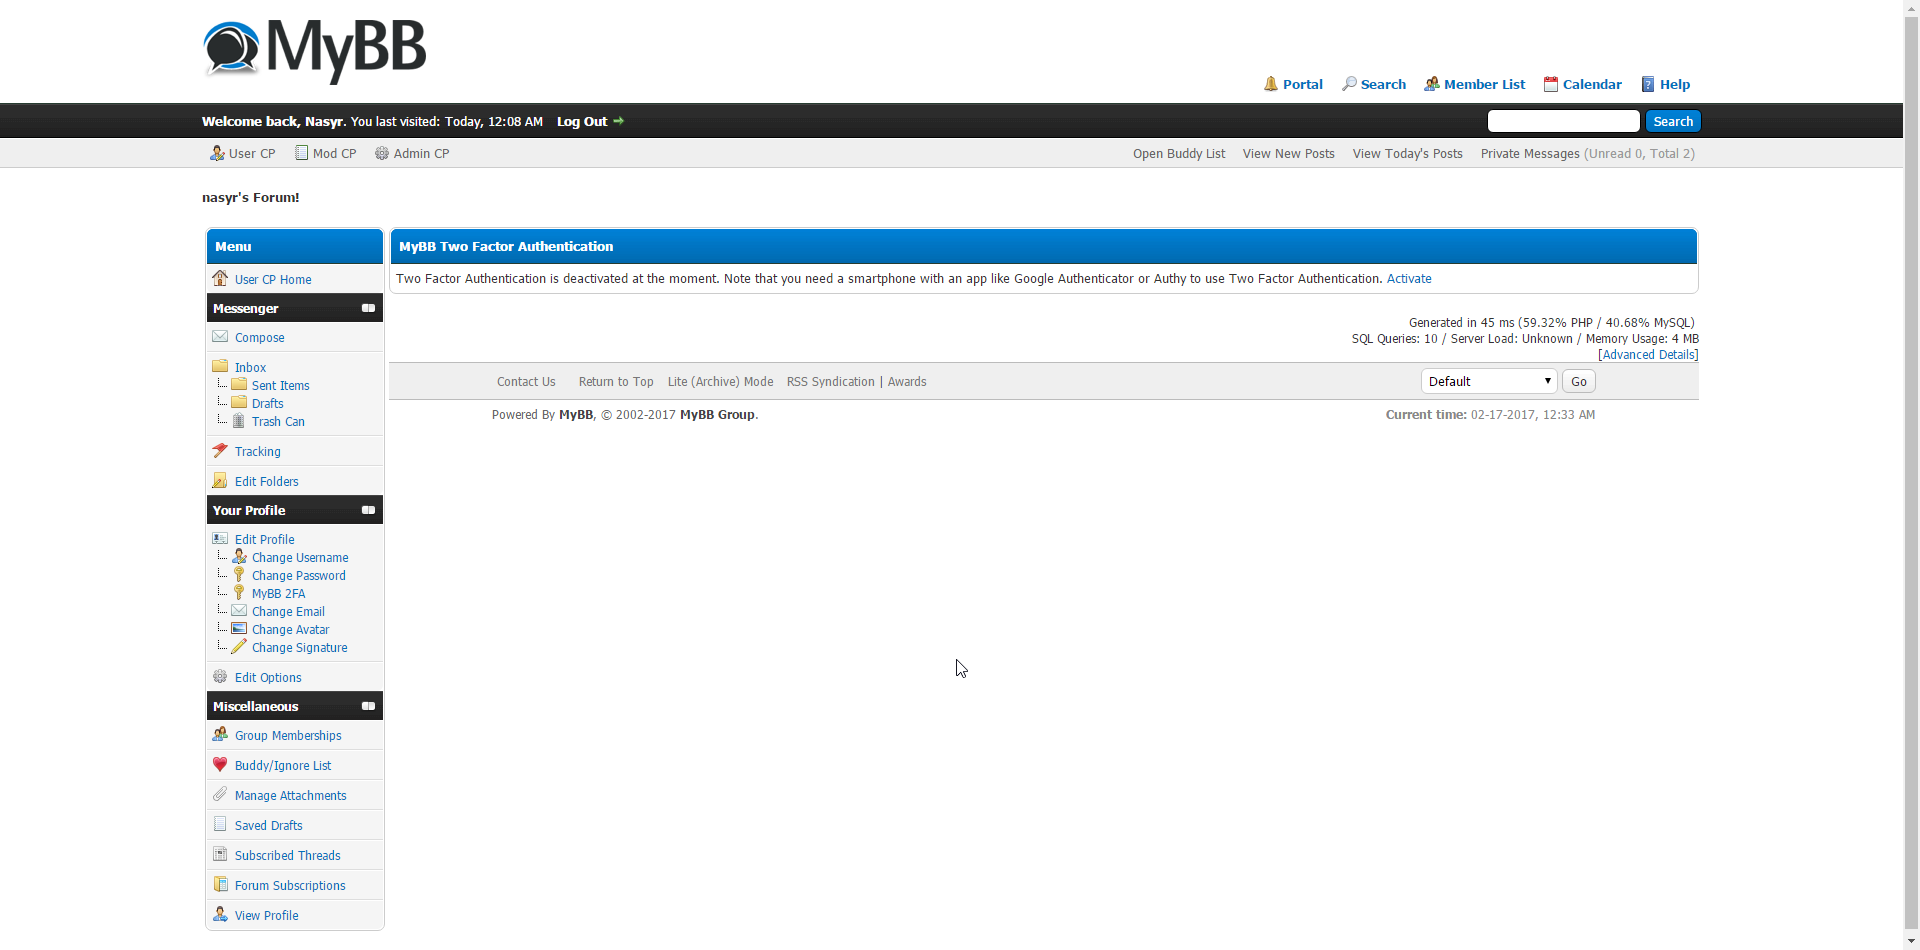 MyBB
Portal Search Member List Calendar Help
Welcome back, Nasyr. You last visited: Today, 12:08 AM Log Out
Search
User CP Mod CP Admin CP
Open Buddy List View New Posts View Today's Posts Private Messages (Unread 0, Total 2)
nasyr's Forum!
Menu
User CP Home
Messenger
Compose
Inbox
Sent Items
Drafts
Trash Can
Tracking
Edit Folders
Your Profile
Edit Profile
Change Username
Change Password
MyBB 2FA
Change Email
Change Avatar
Change Signature
Edit Options
Miscellaneous
Group Memberships
Buddy/Ignore List
Manage Attachments
Saved Drafts
Subscribed Threads
Forum Subscriptions
View Profile
MyBB Two Factor Authentication
Two Factor Authentication is deactivated at the moment. Note that you need a smartphone with an app like Google Authenticator or Authy to use Two Factor Authentication. Activate
Generated in 45 ms (59.32% PHP / 40.68% MySQL)
SQL Queries: 10 / Server Load: Unknown / Memory Usage: 4 MB
[Advanced Details]
Contact Us Return to Top Lite (Archive) Mode RSS Syndication | Awards
Default Go
Powered By MyBB, © 2002-2017 MyBB Group.
Current time: 02-17-2017, 12:33 AM